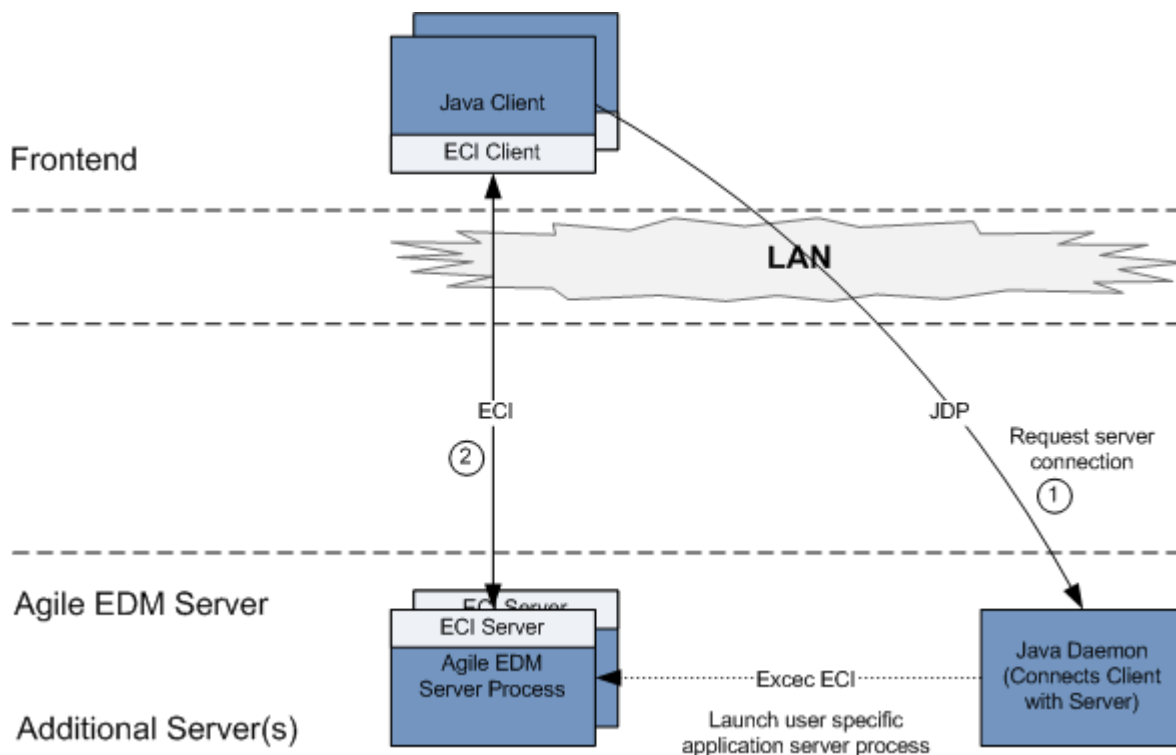 Java Client
ECI Client
Frontend
LAN
ECI
JDP
2
Request server
connection
1
Agile EDM Server
ECI Server
ECI Server
Agile EDM
Server Process
Java Daemon
(Connects Client
with Server)
Excec ECI
Launch user specific
application server process
Additional Server(s)